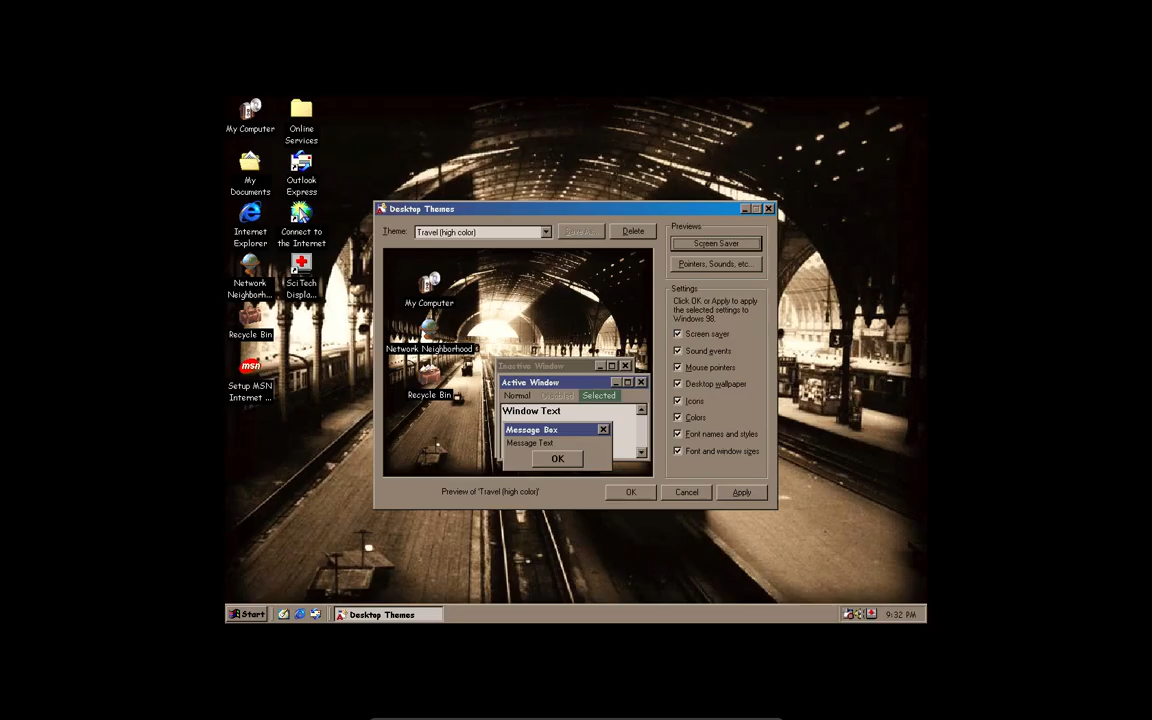 My Computer
Online
Services
My
Documents
Outlook
Express
Internet
Explorer
Connect to
the Internet
Network
Neighborh...
SciTech
Displa...
Recycle Bin
msn
Setup MSN
Internet ...
Desktop Themes
Theme:
Travel (high color)
Save As...
Delete
My Computer
Network Neighborhood
Recycle Bin
Inactive Window
Active Window
Normal
Disabled
Selected
Window Text
Message Box
Message Text
OK
Preview of 'Travel (high color)'
Previews
Screen Saver
Pointers, Sounds, etc...
Settings
Click OK or Apply to apply
the selected settings to
Windows 98.
Screen saver
Sound events
Mouse pointers
Desktop wallpaper
Icons
Colors
Font names and styles
Font and window sizes
OK
Cancel
Apply
3
Start
Desktop Themes
9:32 PM